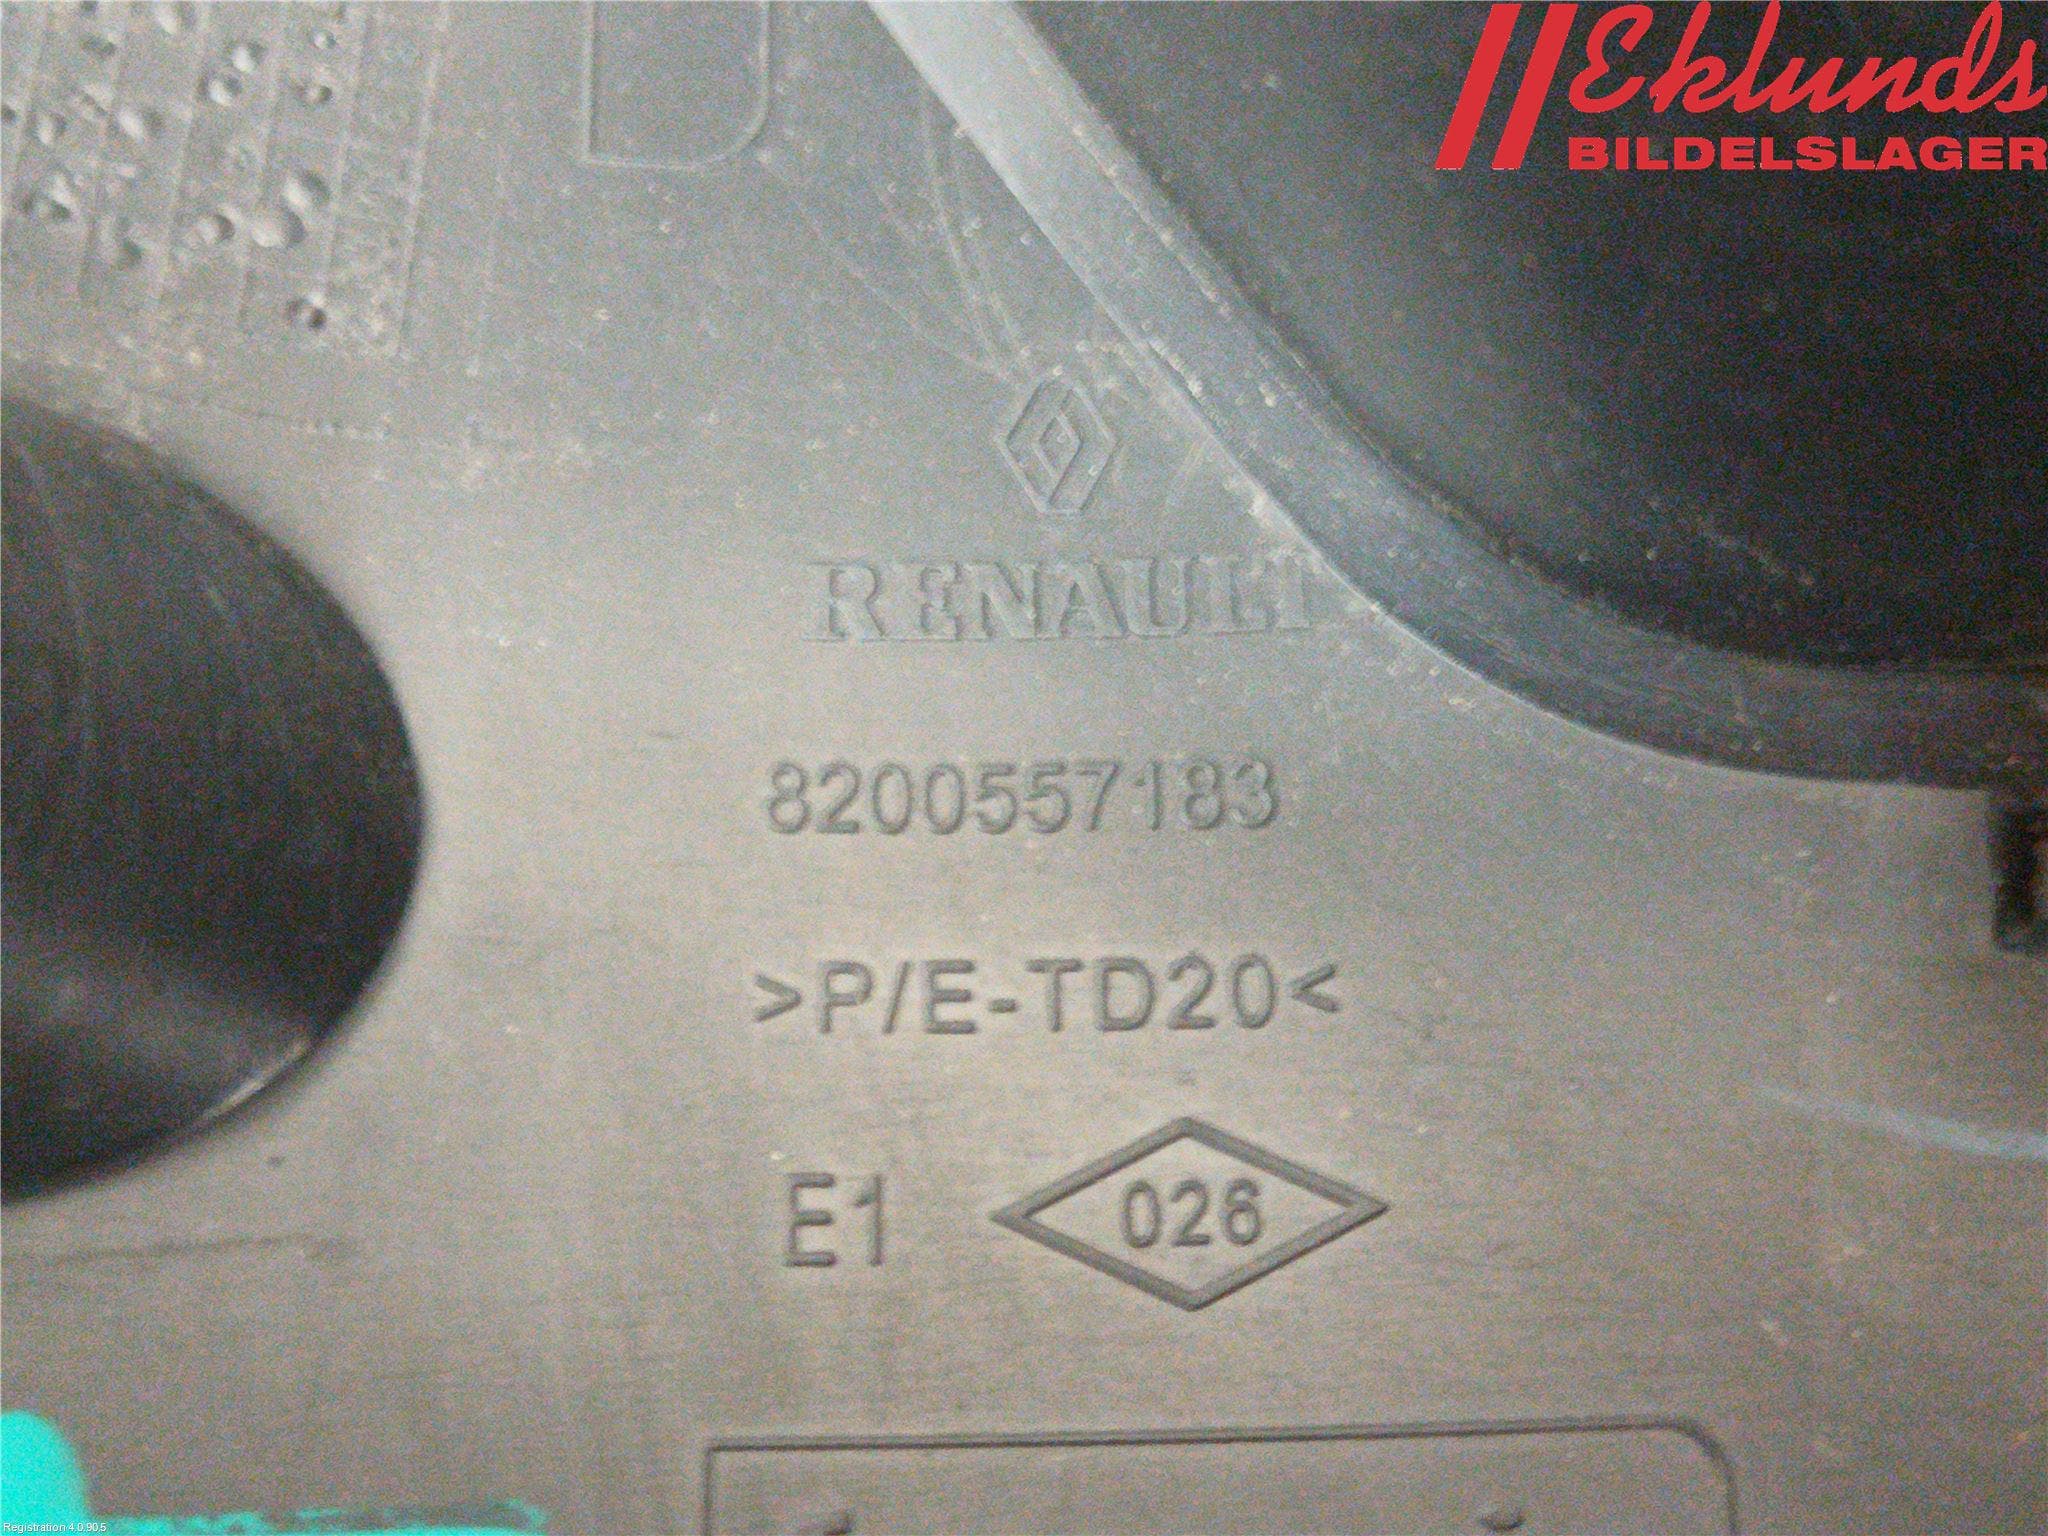 Eklunds
BILDELSLAGER
RENAULT
8200557183
>P/E-TD20<
E1
026
Registration 4.0.90.5